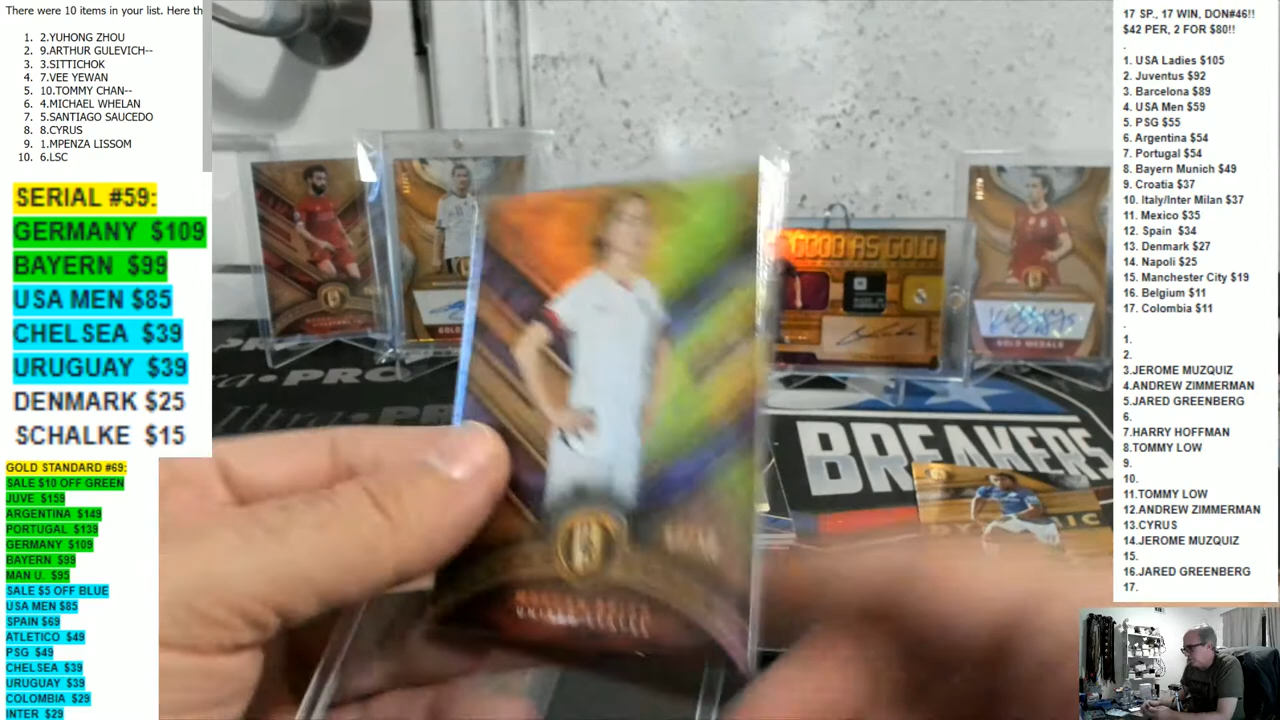 There were 10 items in your list. Here th
1. 2.YUHONG ZHOU
2. 9.ARTHUR GULEVICH--
3. 3.SITTICHOK
4. 7.VEE YEWAN
5. 10.TOMMY CHAN--
6. 4.MICHAEL WHELAN
7. 5.SANTIAGO SAUCEDO
8. 8.CYRUS
9. 1.MPENZA LISSOM
10. 6.LSC
SERIAL #59:
GERMANY $109
BAYERN $99
USA MEN $85
CHELSEA $39
URUGUAY $39
DENMARK $25
SCHALKE $15
GOLD STANDARD #69:
SALE $10 OFF GREEN
JUVE $159
ARGENTINA $149
PORTUGAL $139
GERMANY $109
BAYERN $99
MAN U. $95
SALE $5 OFF BLUE
USA MEN $85
SPAIN $69
ATLETICO $49
PSG $49
CHELSEA $39
URUGUAY $39
COLOMBIA $29
INTER $29
GOOD AS GOLD
GOLD MEDALS
BREAKERS
17 SP., 17 WIN, DON#46!!
$42 PER, 2 FOR $80!!
.
1. USA Ladies $105
2. Juventus $92
3. Barcelona $89
4. USA Men $59
5. PSG $55
6. Argentina $54
7. Portugal $54
8. Bayern Munich $49
9. Croatia $37
10. Italy/Inter Milan $37
11. Mexico $35
12. Spain $34
13. Denmark $27
14. Napoli $25
15. Manchester City $19
16. Belgium $11
17. Colombia $11
.
1.
2.
3.JEROME MUZQUIZ
4.ANDREW ZIMMERMAN
5.JARED GREENBERG
6.
7.HARRY HOFFMAN
8.TOMMY LOW
9.
10.
11.TOMMY LOW
12.ANDREW ZIMMERMAN
13.CYRUS
14.JEROME MUZQUIZ
15.
16.JARED GREENBERG
17.